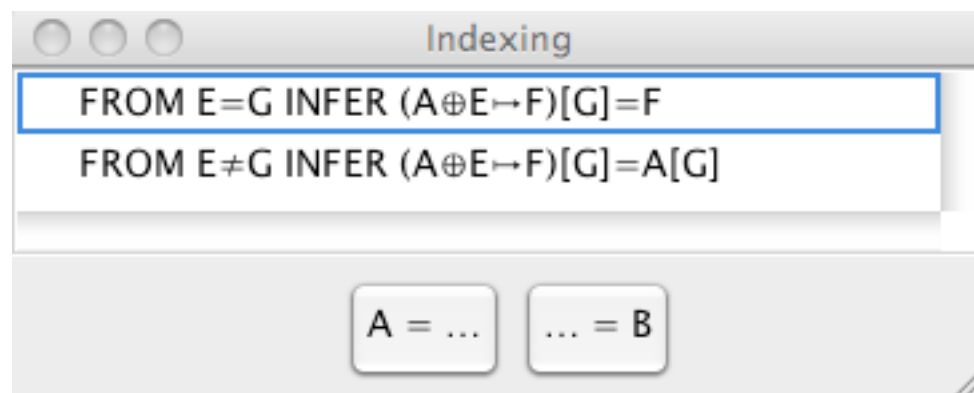 Indexing
FROM E=G INFER (A⊕E↦F)[G]=F
FROM E≠G INFER (A⊕E↦F)[G]=A[G]
A = ... ... = B